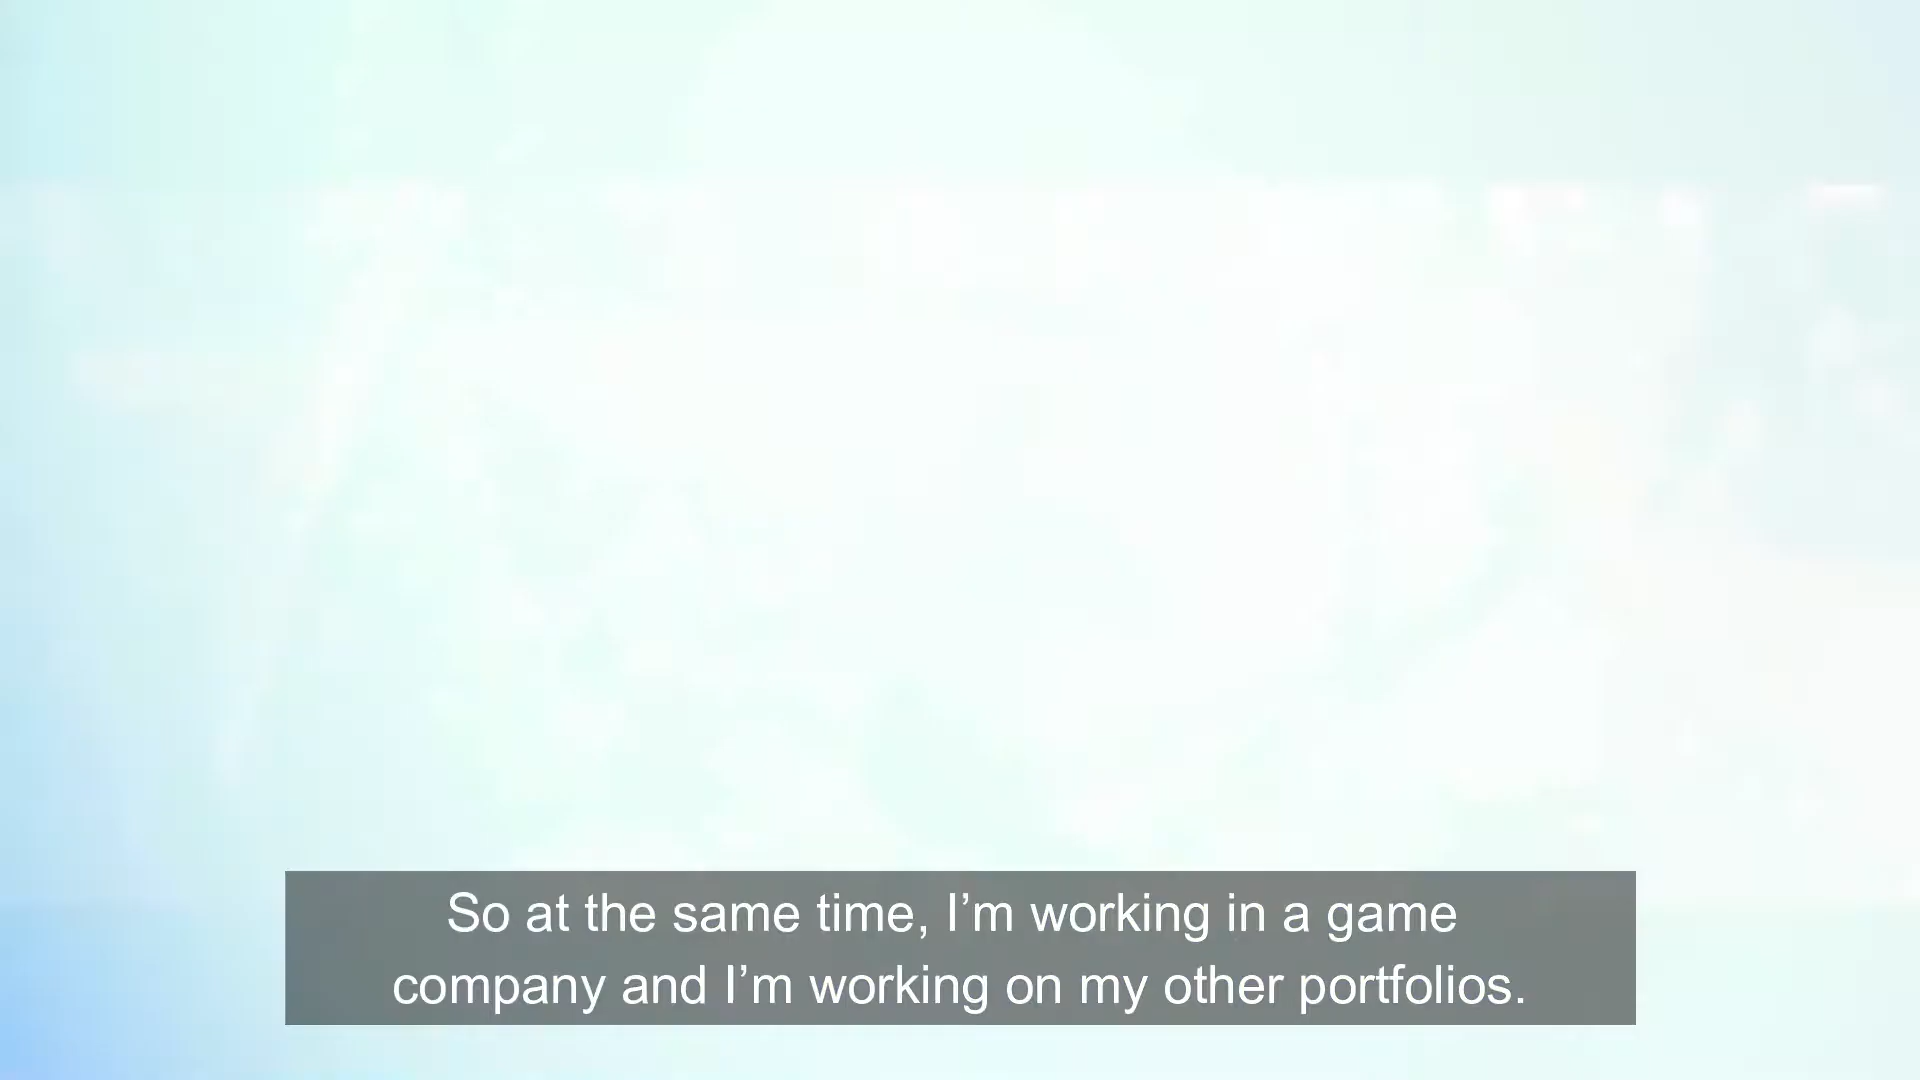 So at the same time, I’m working in a game
company and I’m working on my other portfolios.